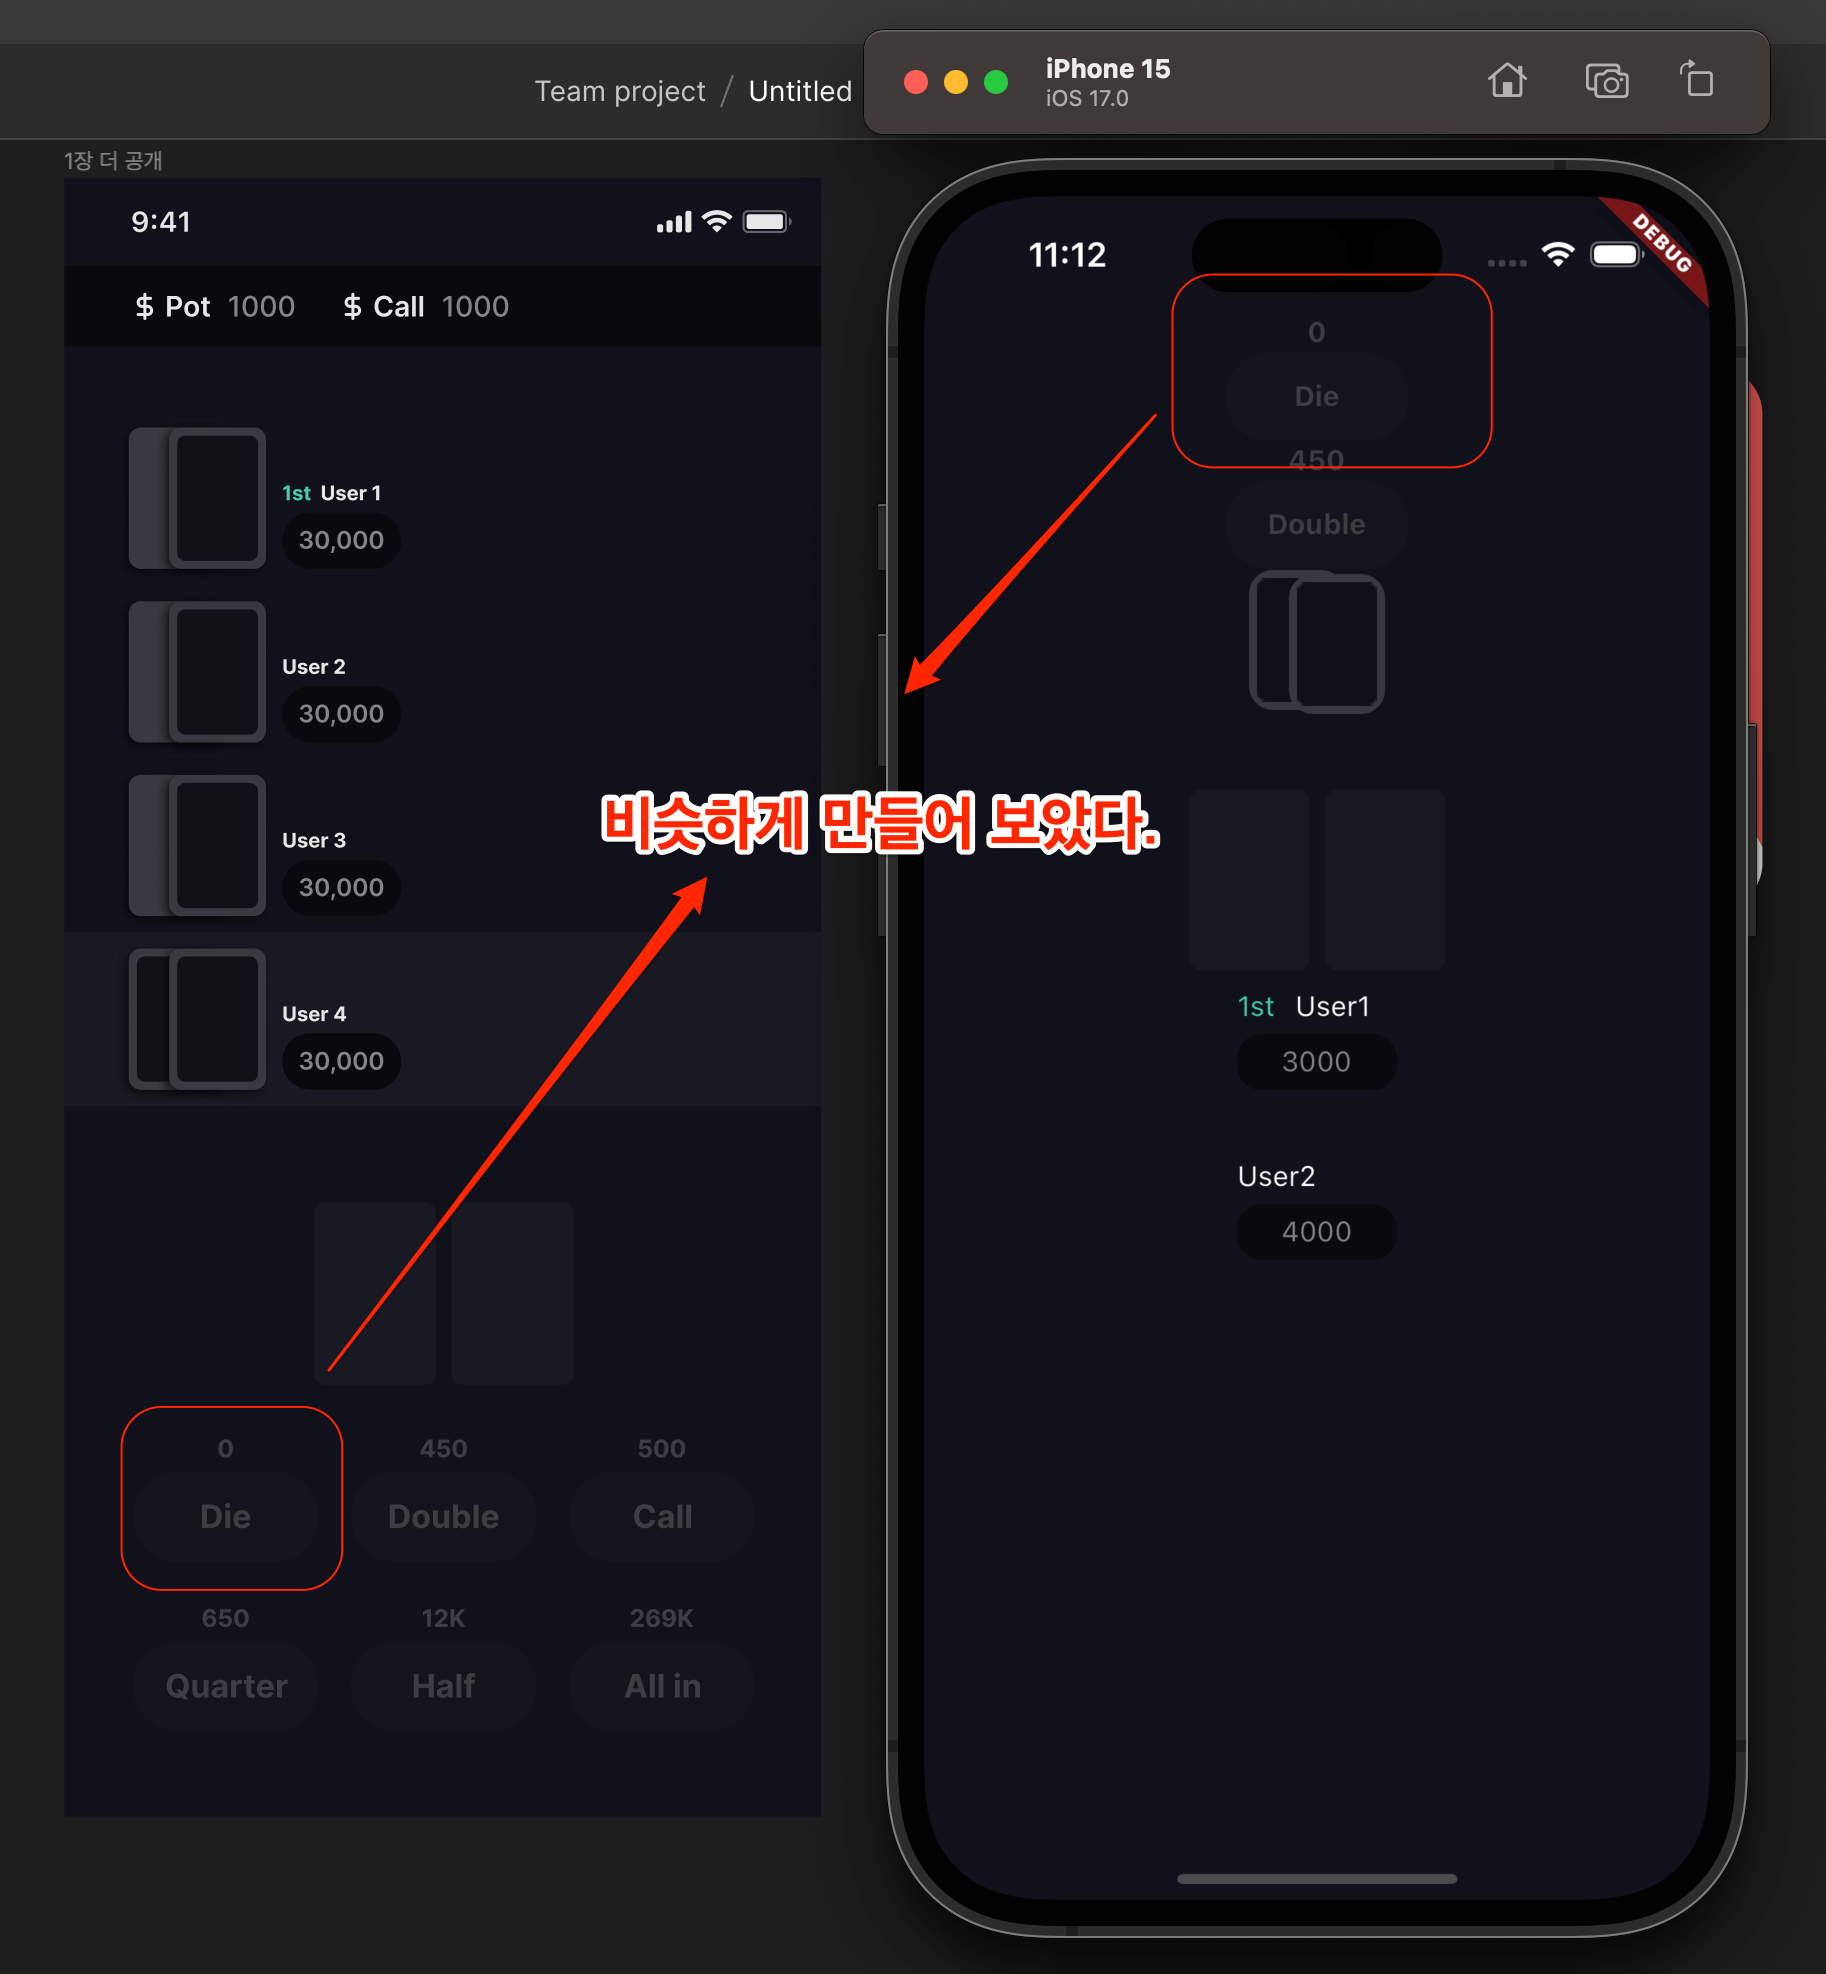 Team project / Untitled
iPhone 15
iOS 17.0
1장 더 공개
9:41
$ Pot 1000 $ Call 1000
1st User 1
30,000
User 2
30,000
User 3
30,000
User 4
30,000
0 450 500
Die Double Call
650 12K 269K
Quarter Half All in
비슷하게 만들어 보았다.
11:12
DEBUG
0
Die
450
Double
1st User1
3000
User2
4000